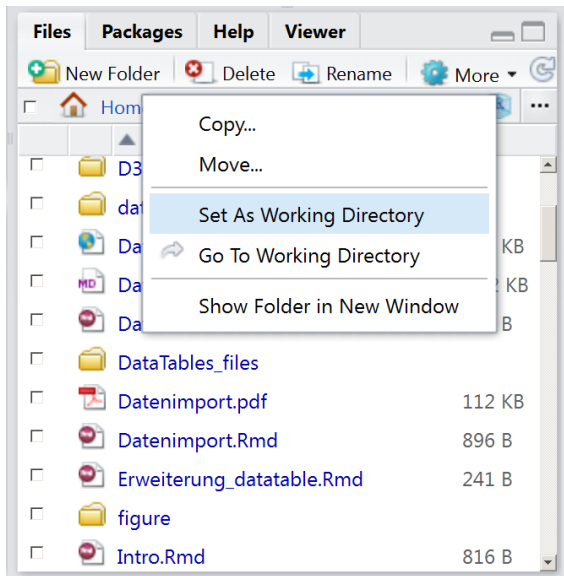 Files Packages Help Viewer
New Folder Delete Rename More
Hom
Copy...
Move...
D3
Set As Working Directory
dat
Go To Working Directory
Da KB
MD Da KB
Show Folder in New Window
Da B
DataTables_files
Datenimport.pdf 112 KB
Datenimport.Rmd 896 B
Erweiterung_datatable.Rmd 241 B
figure
Intro.Rmd 816 B